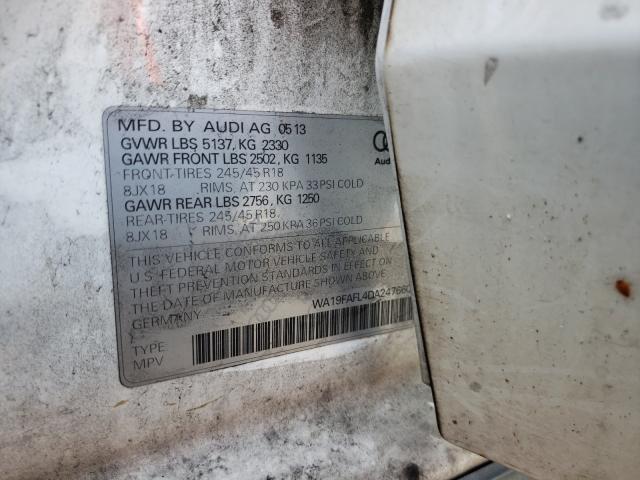 MFD. BY AUDI AG 05 13
GVWR LBS 5137, KG 2330
GAWR FRONT LBS 2502, KG 1135
FRONT-TIRES 245/45 R18
8JX18 .RIMS, AT 230 KPA 33 PSI COLD
GAWR REAR LBS 2756, KG 1250
REAR-TIRES 245/45 R18.
8JX18 RIMS, AT 250 KPA 36 PSI COLD
Aud
THIS VEHICLE CONFORMS TO ALL APPLICABLE
U.S. FEDERAL MOTOR VEHICLE SAFETY AND
THEFT PREVENTION STANDARDS IN EFFECT ON
THE DATE OF MANUFACTURE SHOWN ABOVE.
GERMANY
WA19FAFL4DA247660
TYPE
MPV